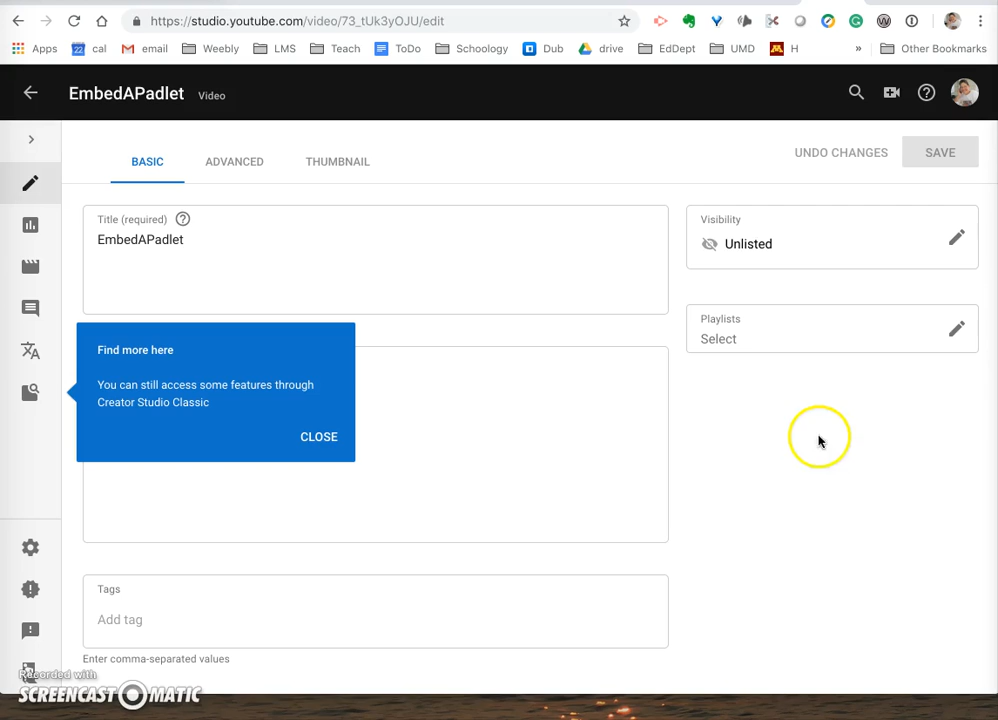 https://studio.youtube.com/video/73_tUk3yOJU/edit
Apps
22 cal
email
Weebly
LMS
Teach
ToDo
Schoology
Dub
drive
EdDept
UMD
H
»
Other Bookmarks
EmbedAPadlet Video
BASIC
ADVANCED
THUMBNAIL
UNDO CHANGES
SAVE
Title (required)
EmbedAPadlet
Visibility
Unlisted
Playlists
Select
Find more here
You can still access some features through
Creator Studio Classic
CLOSE
Tags
Add tag
Enter comma-separated values
Recorded with
SCREENCAST-O-MATIC